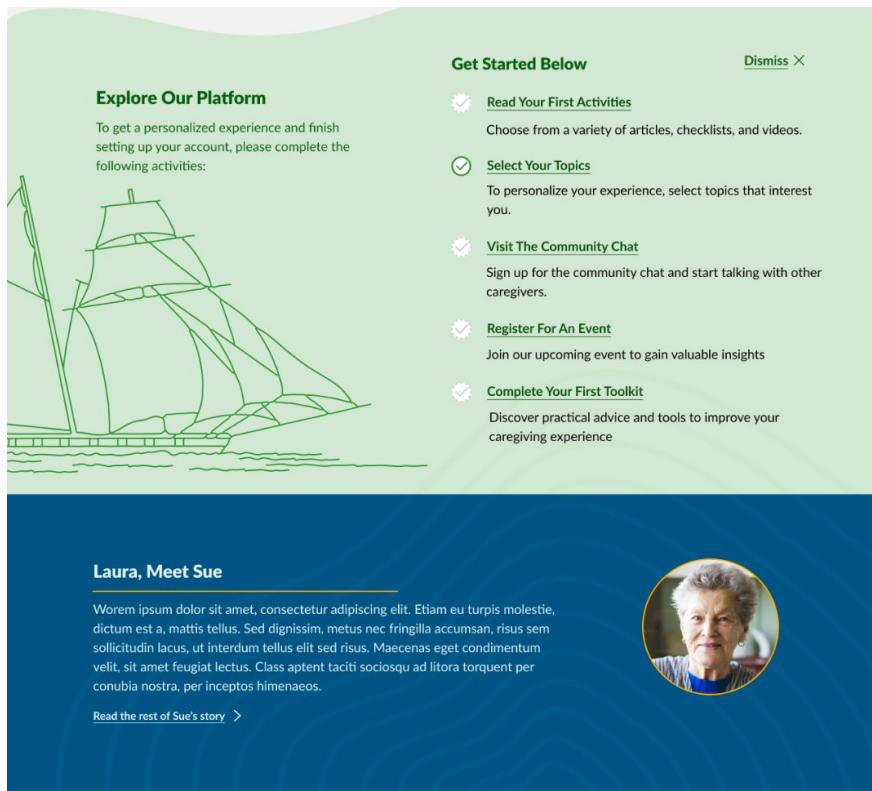 Explore Our Platform
To get a personalized experience and finish
setting up your account, please complete the
following activities:
Get Started Below
Dismiss
Read Your First Activities
Choose from a variety of articles, checklists, and videos.
Select Your Topics
To personalize your experience, select topics that interest
you.
Visit The Community Chat
Sign up for the community chat and start talking with other
caregivers.
Register For An Event
Join our upcoming event to gain valuable insights
Complete Your First Toolkit
Discover practical advice and tools to improve your
caregiving experience
Laura, Meet Sue
Worem ipsum dolor sit amet, consectetur adipiscing elit. Etiam eu turpis molestie,
dictum est a, mattis tellus. Sed dignissim, metus nec fringilla accumsan, risus sem
sollicitudin lacus, ut interdum tellus elit sed risus. Maecenas eget condimentum
velit, sit amet feugiat lectus. Class aptent taciti sociosqu ad litora torquent per
conubia nostra, per inceptos himenaeos.
Read the rest of Sue's story